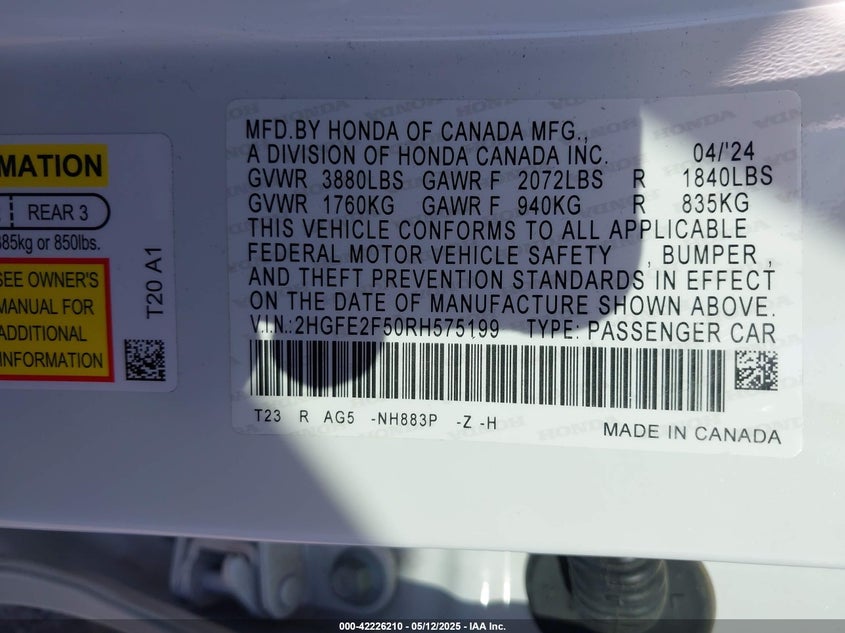 MATION
REAR 3
385kg or 850lbs.
SEE OWNER'S
MANUAL FOR
ADDITIONAL
INFORMATION
T20 A1
MFD.BY HONDA OF CANADA MFG.,
A DIVISION OF HONDA CANADA INC. 04/'24
GVWR 3880LBS GAWR F 2072LBS R 1840LBS
GVWR 1760KG GAWR F 940KG R 835KG
THIS VEHICLE CONFORMS TO ALL APPLICABLE
FEDERAL MOTOR VEHICLE SAFETY , BUMPER ,
AND THEFT PREVENTION STANDARDS IN EFFECT
ON THE DATE OF MANUFACTURE SHOWN ABOVE.
V.I.N.:2HGFE2F50RH575199 TYPE: PASSENGER CAR
T23 R AG5 -NH883P -Z -H
MADE IN CANADA
000-42226210 - 05/12/2025 - IAA Inc.